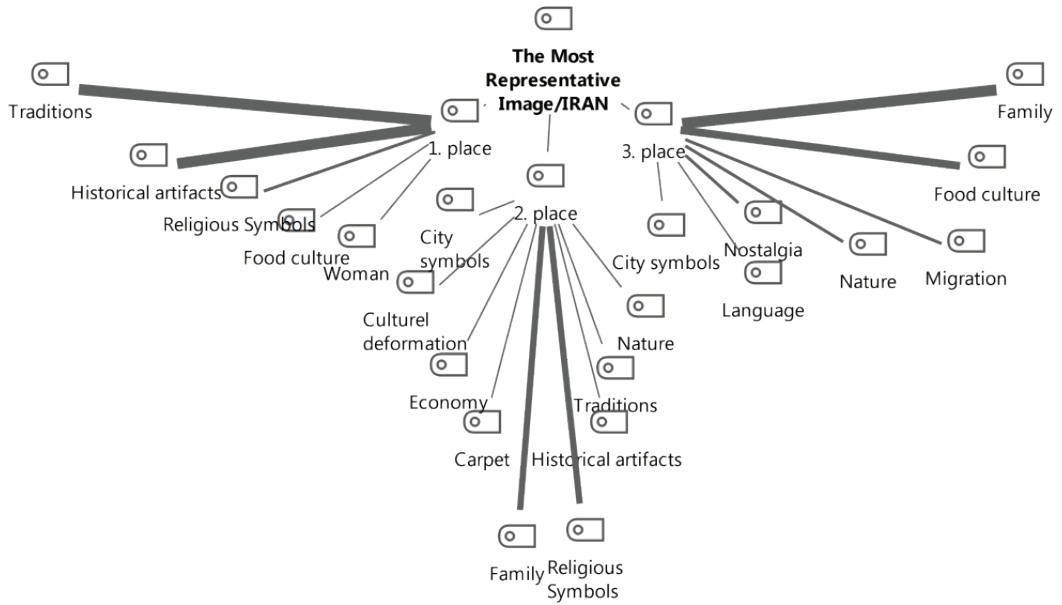 The Most
Representative
Image/IRAN
Traditions
Historical artifacts
Religious Symbols
Food culture
Woman
1. place
2. place
3. place
City
symbols
Culturel
deformation
Economy
Carpet
Family
Religious
Symbols
Historical artifacts
Traditions
Nature
City symbols
Language
Nostalgia
Nature
Migration
Food culture
Family